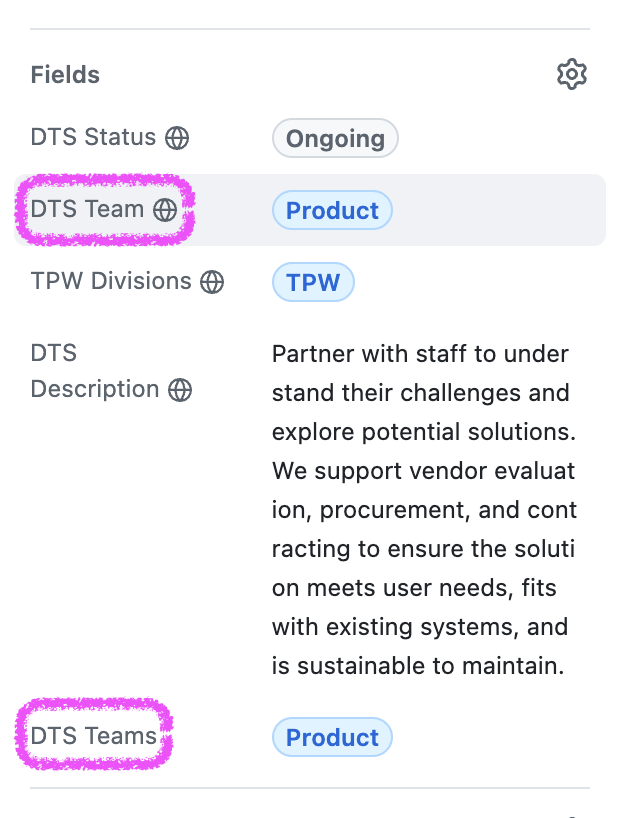 Fields
DTS Status
Ongoing
DTS Team
Product
TPW Divisions
TPW
DTS
Description
Partner with staff to under
stand their challenges and
explore potential solutions.
We support vendor evaluat
ion, procurement, and cont
racting to ensure the soluti
on meets user needs, fits
with existing systems, and
is sustainable to maintain.
DTS Teams
Product